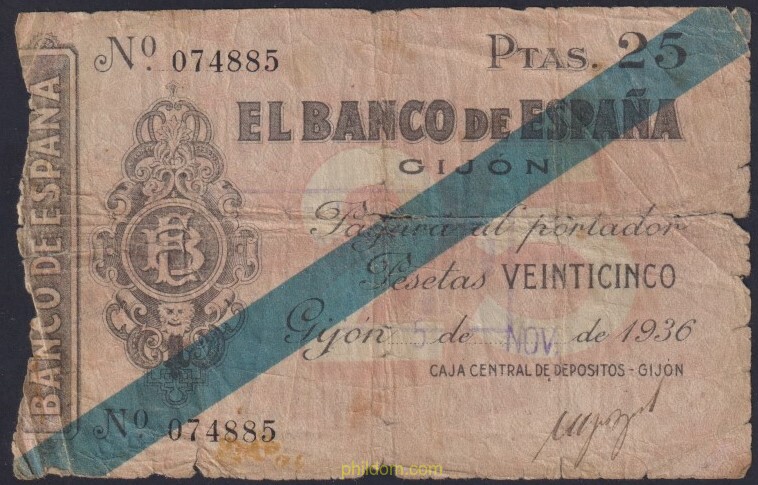 BANCO DE ESPAÑA
Nº. 074885
PTAS. 25
EL BANCO DE ESPAÑA
GIJÓN
25
Pagará al portador
Pesetas VEINTICINCO
Gijón 5 de NOV. de 1936
CAJA CENTRAL DE DEPOSITOS - GIJÓN
Nº. 074885
phildom.com